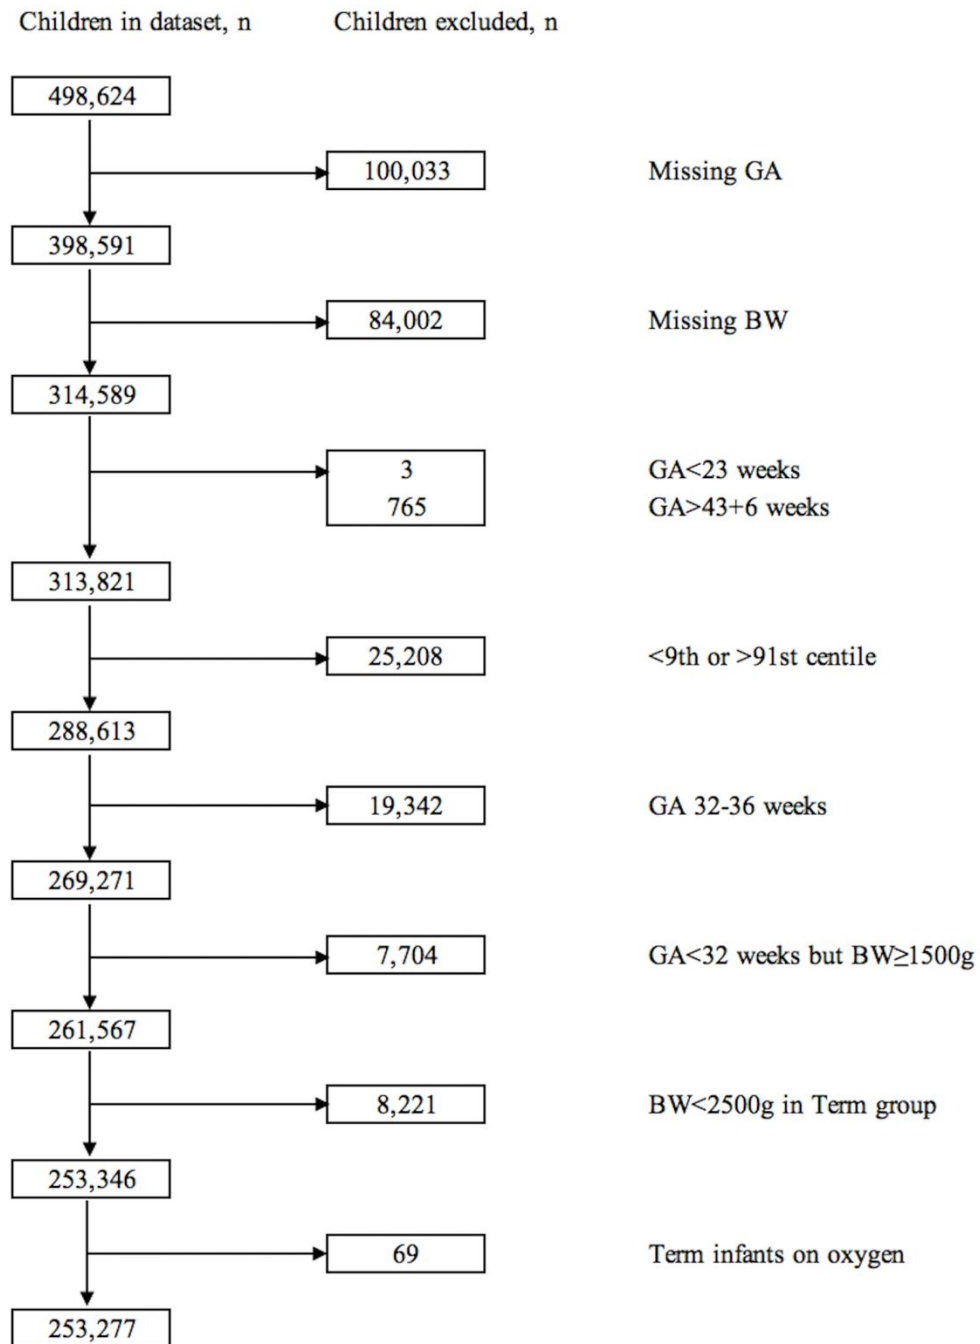 Children in dataset, n Children excluded, n
498,624
100,033 Missing GA
398,591
84,002 Missing BW
314,589
3 GA<23 weeks
765 GA>43+6 weeks
313,821
25,208 <9th or >91st centile
288,613
19,342 GA 32-36 weeks
269,271
7,704 GA<32 weeks but BW≥1500g
261,567
8,221 BW<2500g in Term group
253,346
69 Term infants on oxygen
253,277